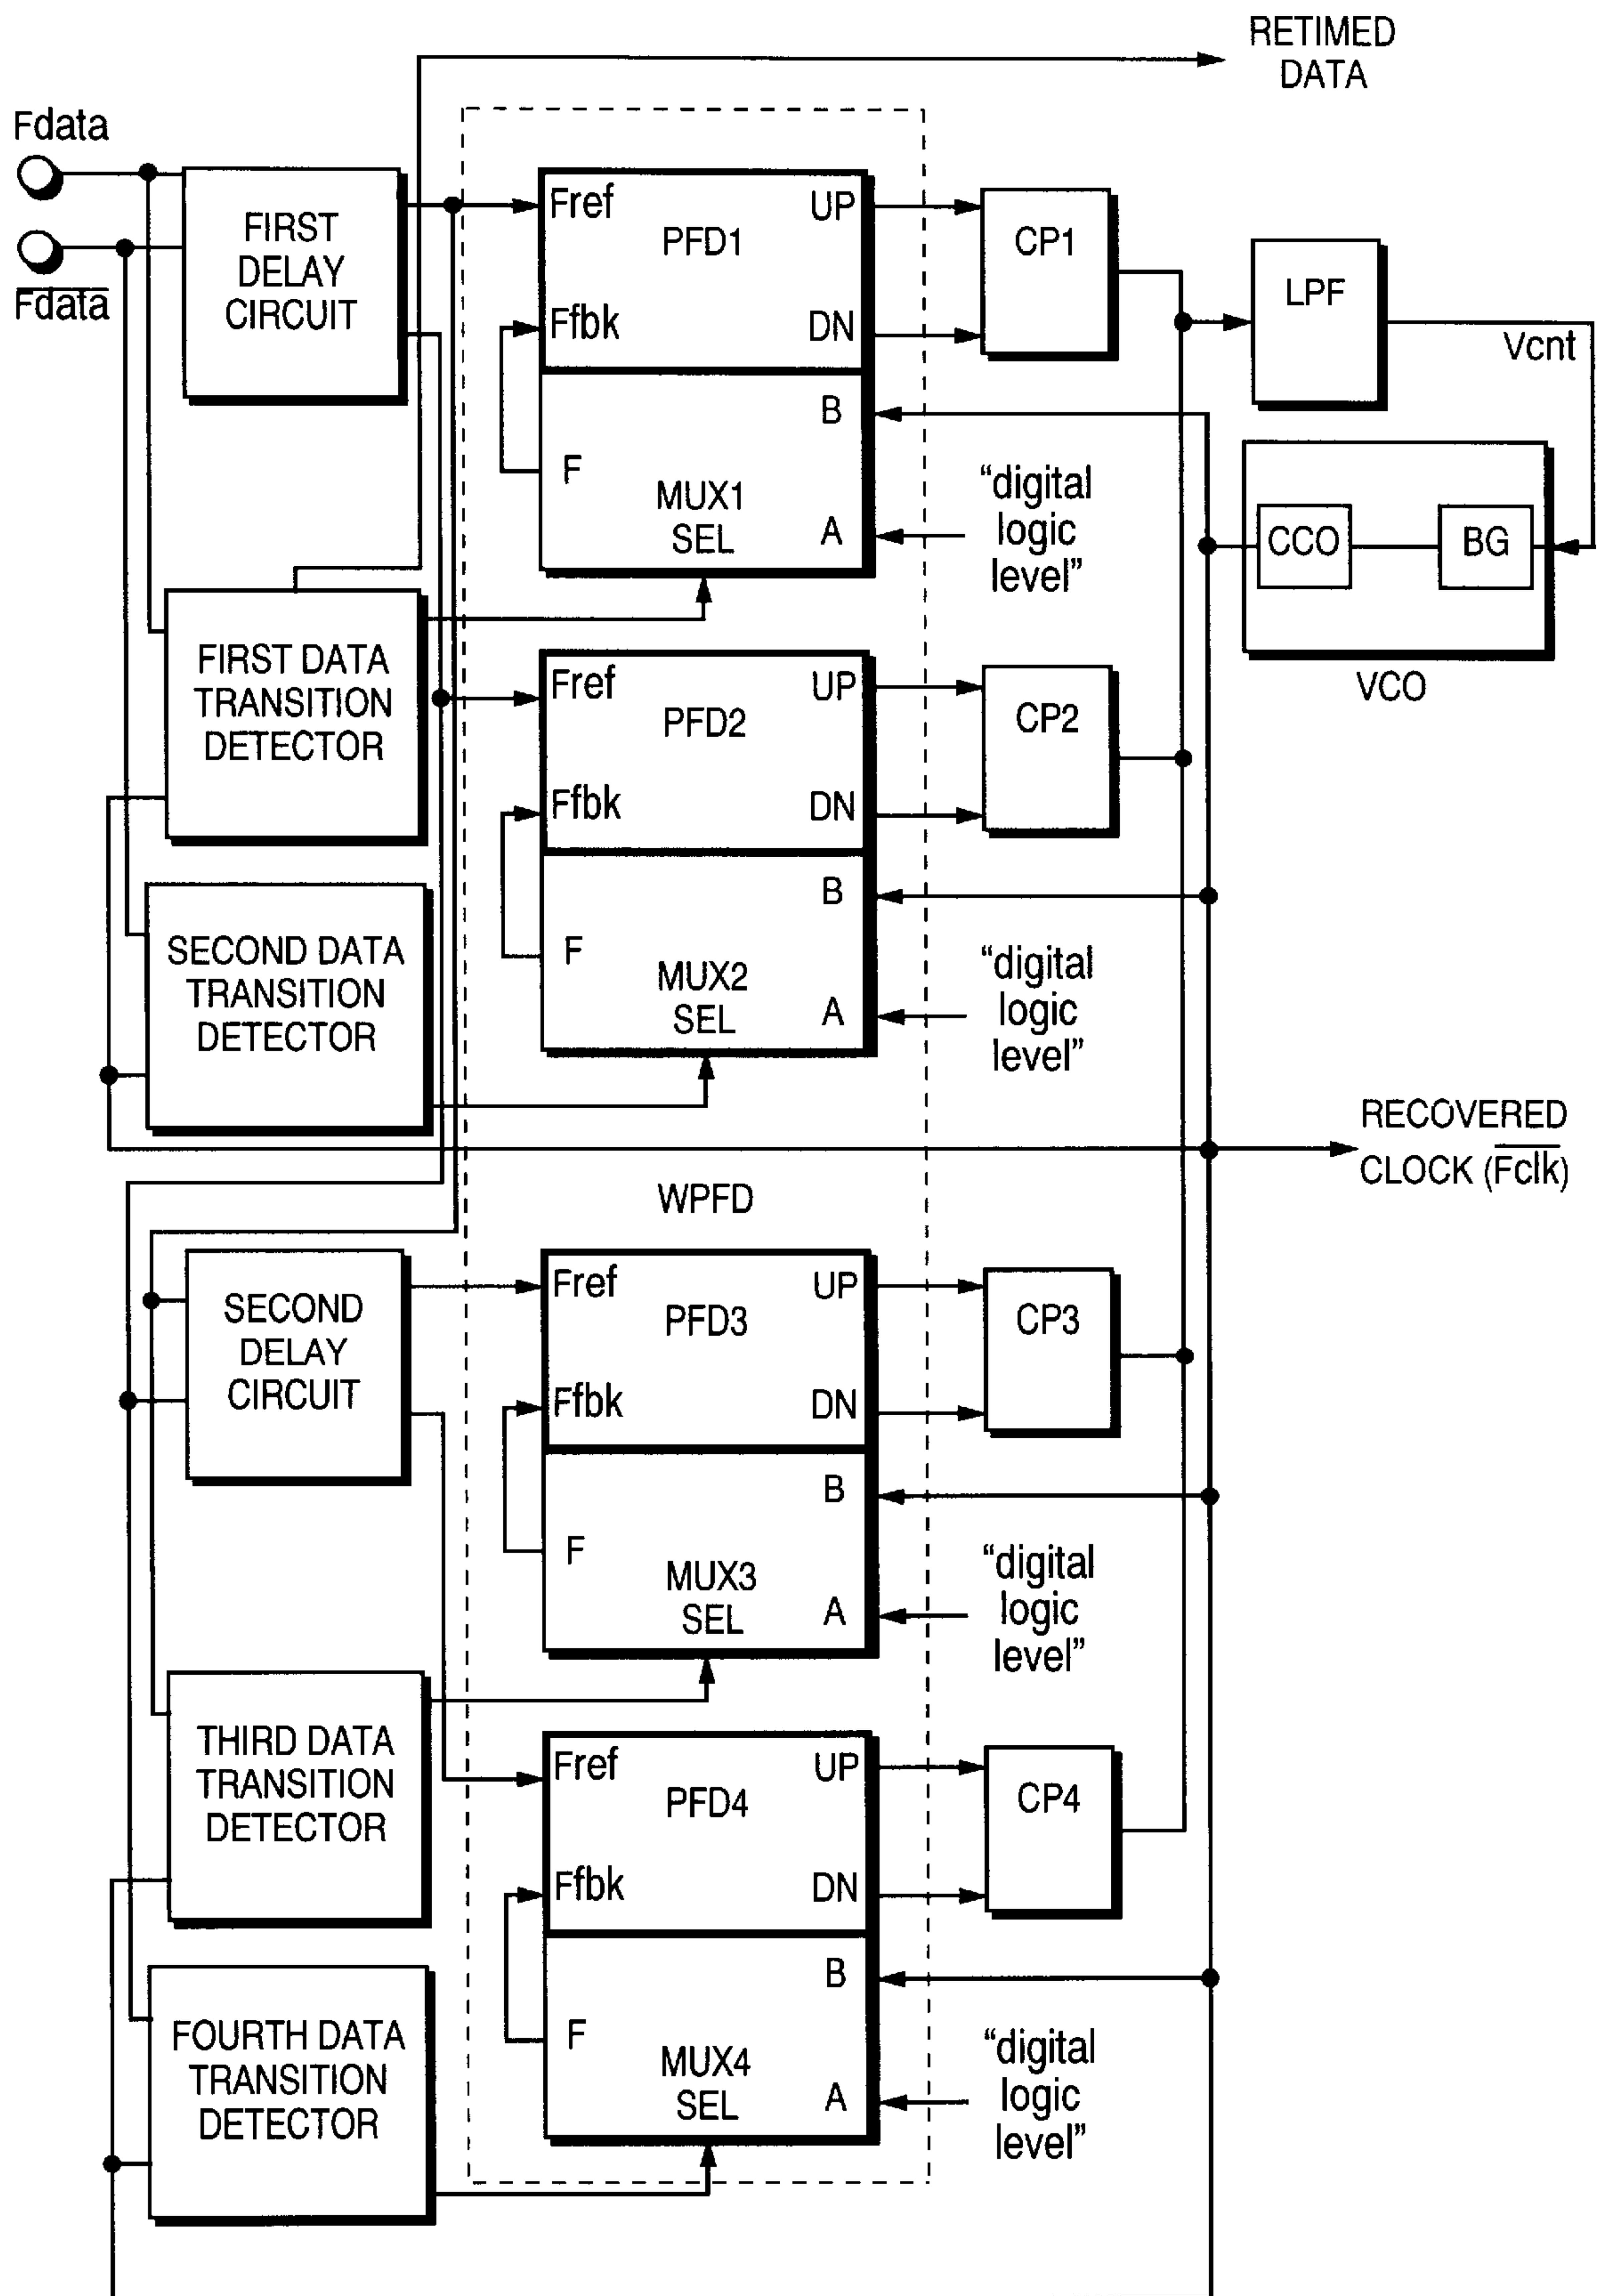 RETIMED
DATA
Fdata
Fdata
FIRST
DELAY
CIRCUIT
Fref
UP
PFD1
Ffbk
DN
CP1
LPF
Vcnt
B
F
MUX1
SEL
A
“digital
logic
level”
CCO
BG
VCO
FIRST DATA
TRANSITION
DETECTOR
Fref
UP
PFD2
Ffbk
DN
CP2
B
F
MUX2
SEL
A
“digital
logic
level”
SECOND DATA
TRANSITION
DETECTOR
RECOVERED
CLOCK (Fclk)
WPFD
SECOND
DELAY
CIRCUIT
Fref
UP
PFD3
Ffbk
DN
CP3
B
F
MUX3
SEL
A
“digital
logic
level”
THIRD DATA
TRANSITION
DETECTOR
Fref
UP
PFD4
Ffbk
DN
CP4
B
F
MUX4
SEL
A
“digital
logic
level”
FOURTH DATA
TRANSITION
DETECTOR